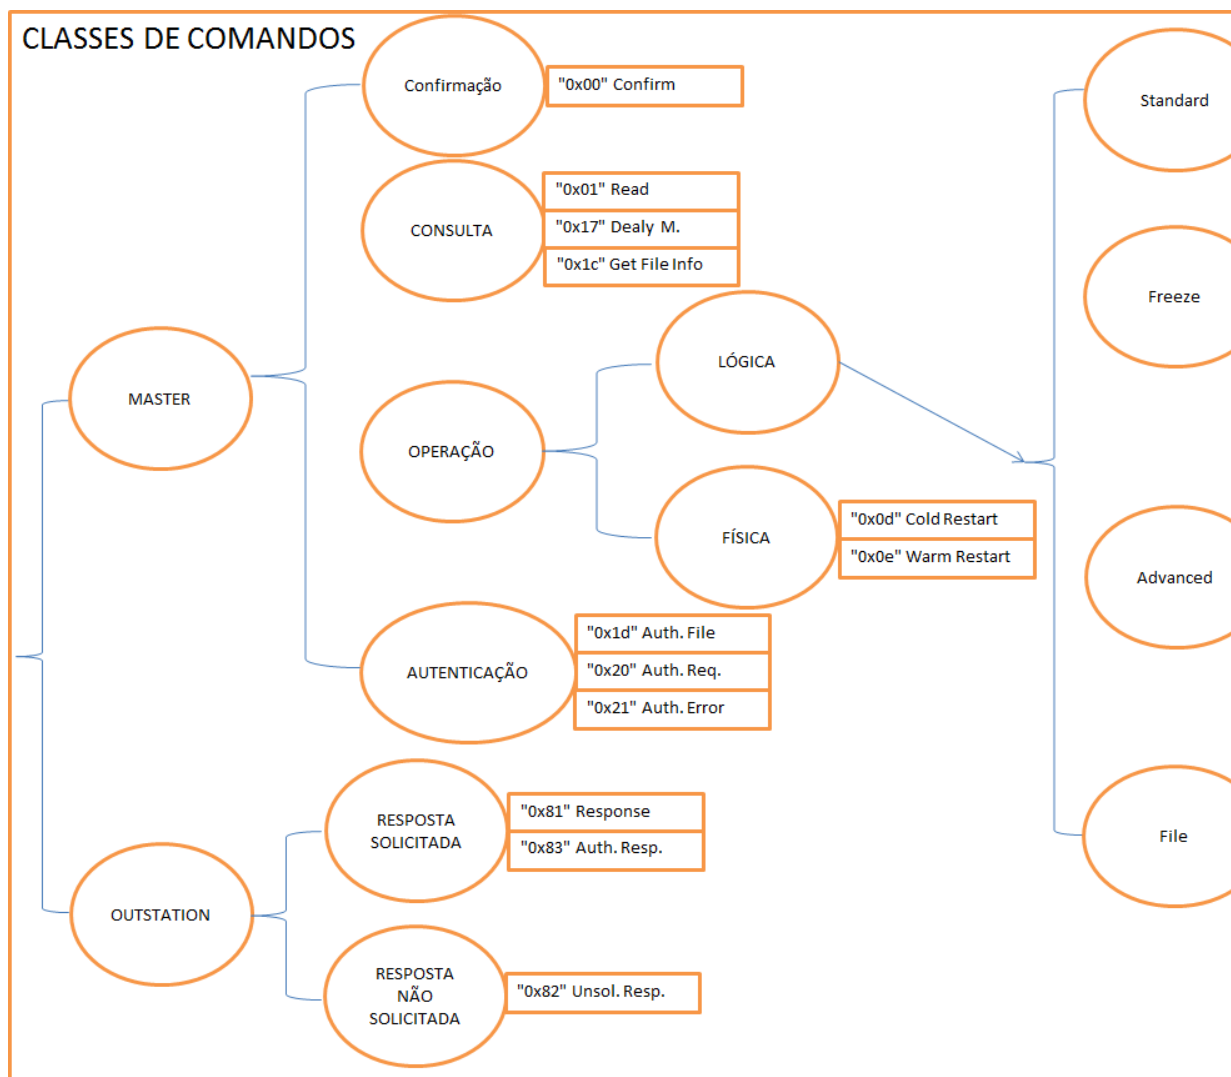 CLASSES DE COMANDOS
Confirmação
"0x00" Confirm
CONSULTA
"0x01" Read
"0x17" Dealy M.
"0x1c" Get File Info
MASTER
OPERAÇÃO
LÓGICA
FÍSICA
"0x0d" Cold Restart
"0x0e" Warm Restart
AUTENTICAÇÃO
"0x1d" Auth. File
"0x20" Auth. Req.
"0x21" Auth. Error
OUTSTATION
RESPOSTA
SOLICITADA
"0x81" Response
"0x83" Auth. Resp.
RESPOSTA
NÃO
SOLICITADA
"0x82" Unsol. Resp.
Standard
Freeze
Advanced
File